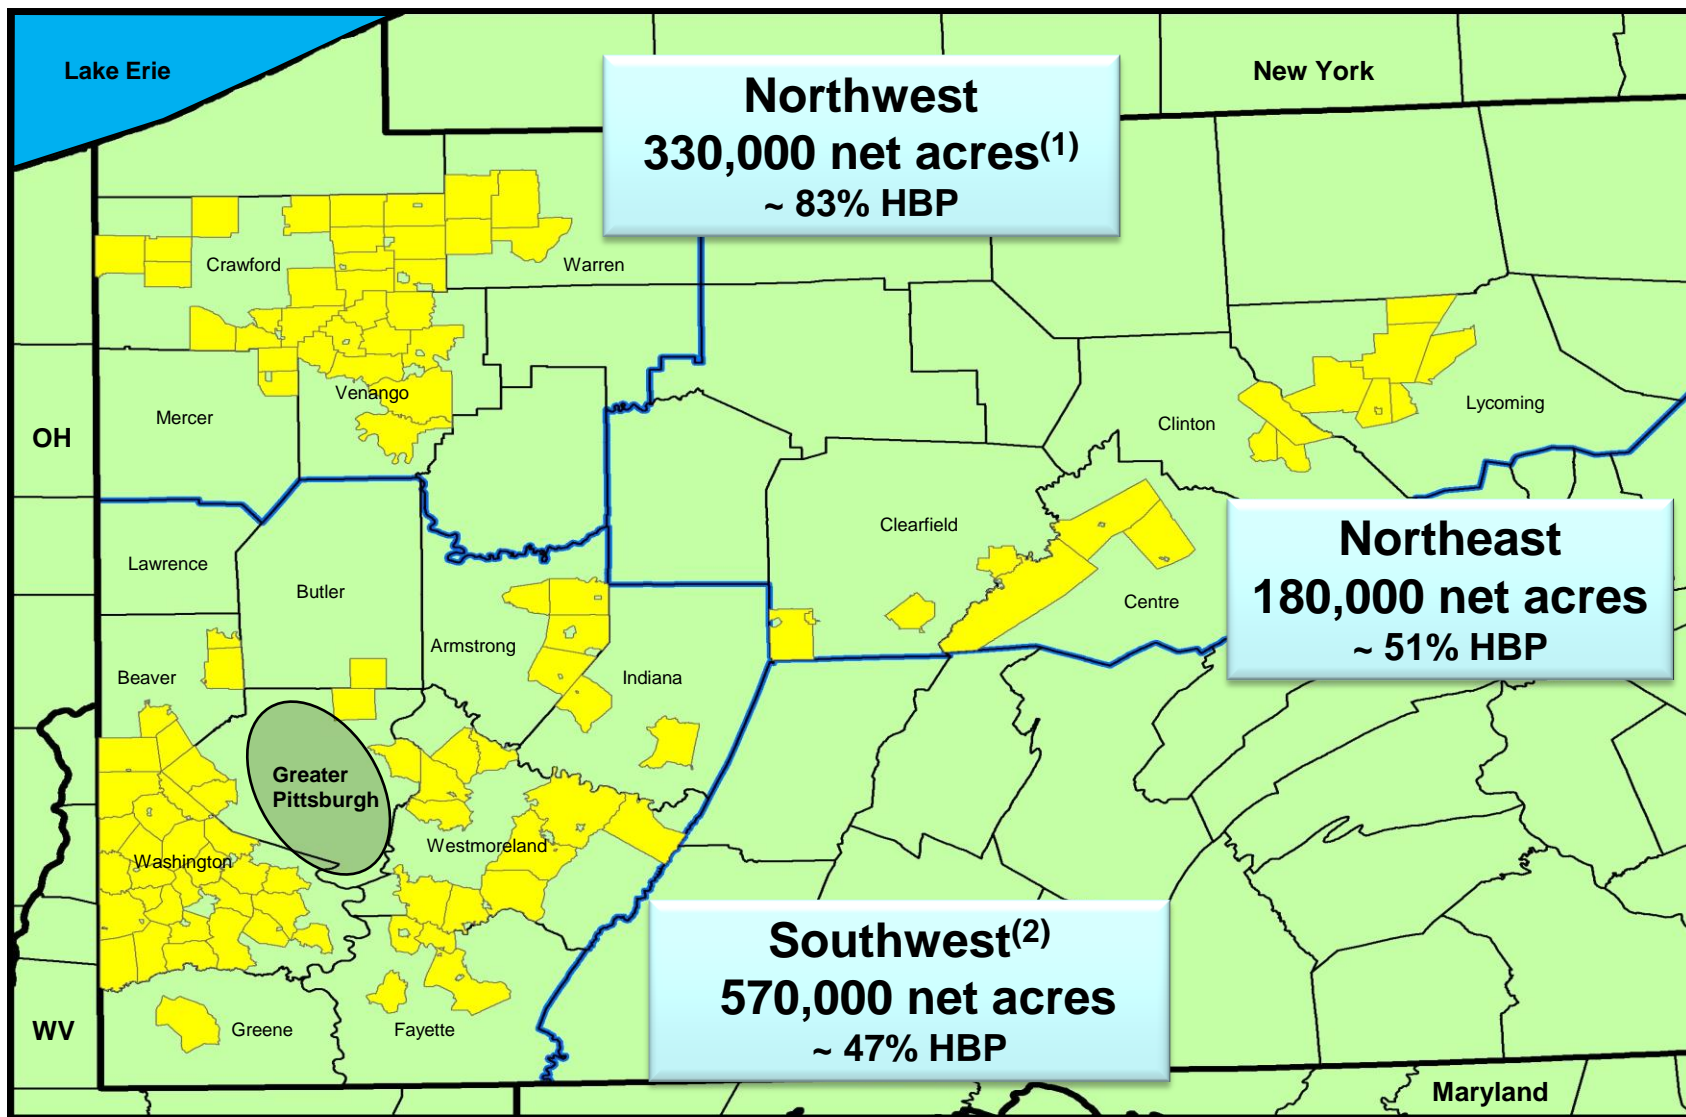 Lake Erie
New York
Northwest
330,000 net acres(1)
~ 83% HBP
Crawford
Warren
Venango
Mercer
Lycoming
Clinton
OH
Clearfield
Northeast
180,000 net acres
~ 51% HBP
Lawrence
Butler
Centre
Armstrong
Beaver
Indiana
Greater
Pittsburgh
Westmoreland
Washington
Southwest(2)
570,000 net acres
~ 47% HBP
WV
Greene
Fayette
Maryland